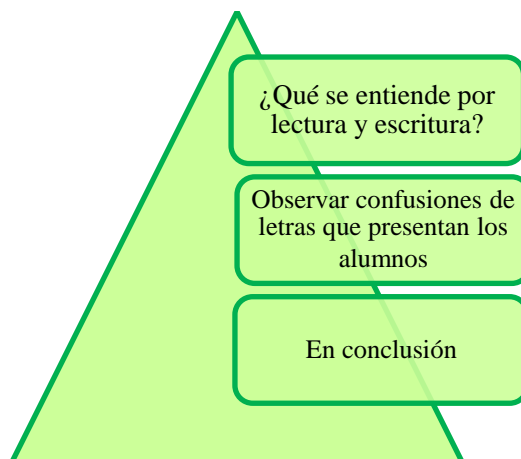 ¿Qué se entiende por
lectura y escritura?
Observar confusiones de
letras que presentan los
alumnos
En conclusión